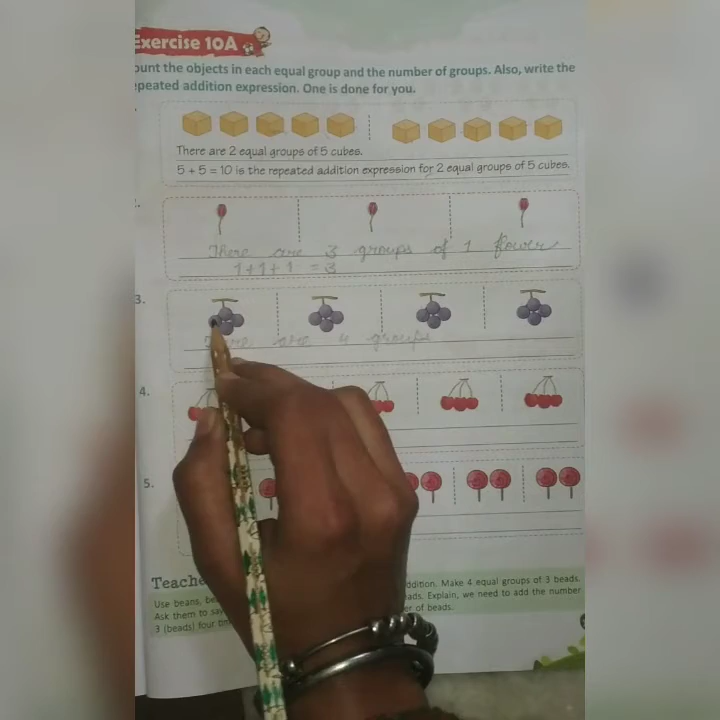 Exercise 10A
ount the objects in each equal group and the number of groups. Also, write the
peated addition expression. One is done for you.
There are 2 equal groups of 5 cubes.
5 + 5 = 10 is the repeated addition expression for 2 equal groups of 5 cubes.
There are 3 groups of 1 flower
1+1+1 = 3
3.
There are 4 groups
4.
5.
Teache
ddition. Make 4 equal groups of 3 beads.
Use beans, be
ads. Explain, we need to add the number
Ask them to say
er of beads.
3 (beads) four